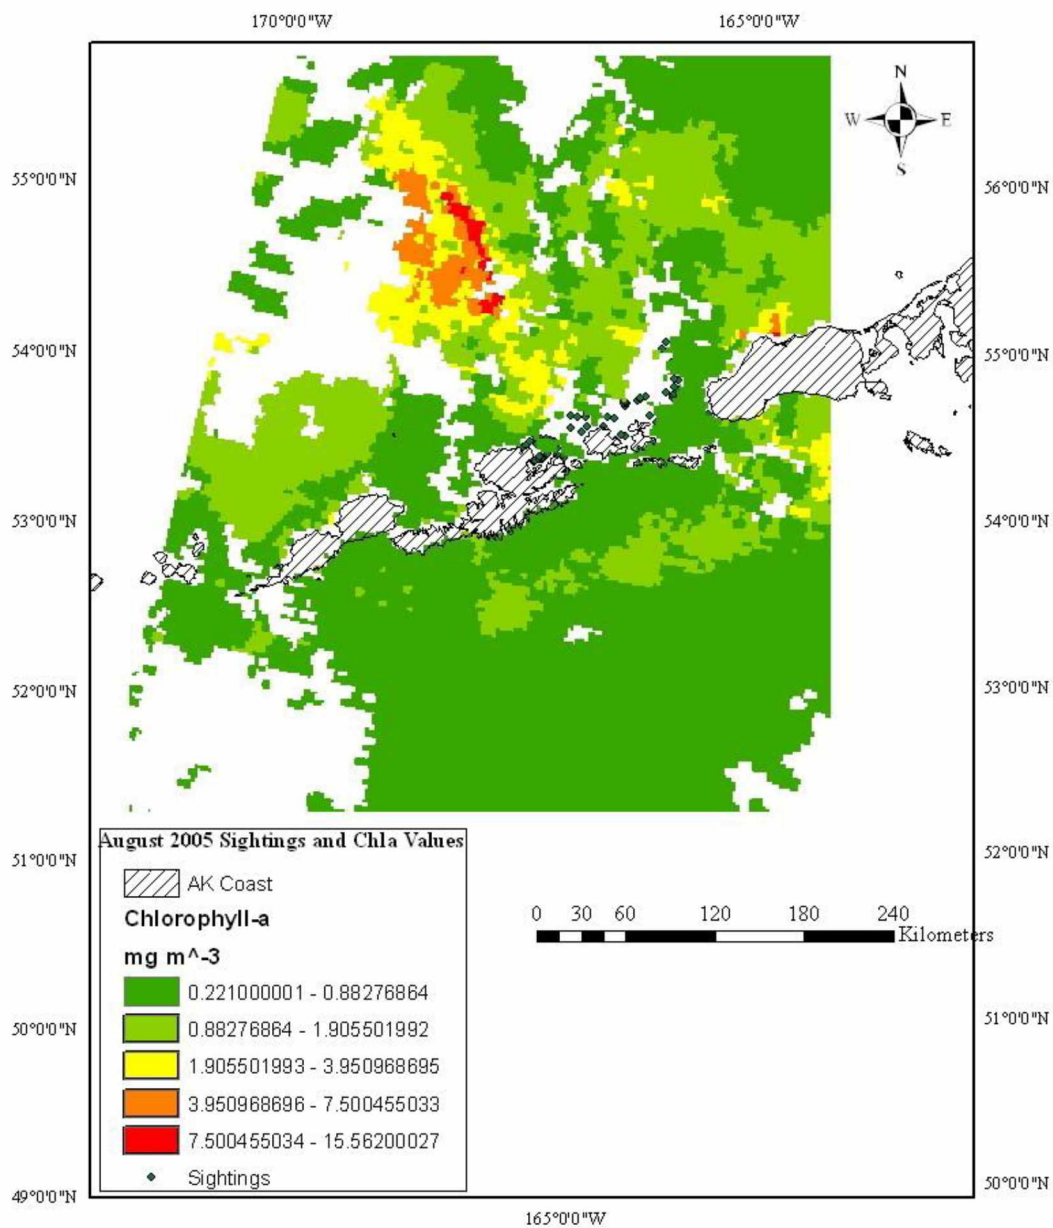 170°0'0"W 165°0'0"W
N
W E
S
55°0'0"N 56°0'0"N
54°0'0"N 55°0'0"N
53°0'0"N 54°0'0"N
52°0'0"N 53°0'0"N
51°0'0"N 52°0'0"N
50°0'0"N 51°0'0"N
49°0'0"N 50°0'0"N
August 2005 Sightings and Chla Values
AK Coast
Chlorophyll-a
mg m^-3
0.221000001 - 0.88276864
0.88276864 - 1.905501992
1.905501993 - 3.950968695
3.950968696 - 7.500455033
7.500455034 - 15.56200027
Sightings
0 30 60 120 180 240
Kilometers
165°0'0"W